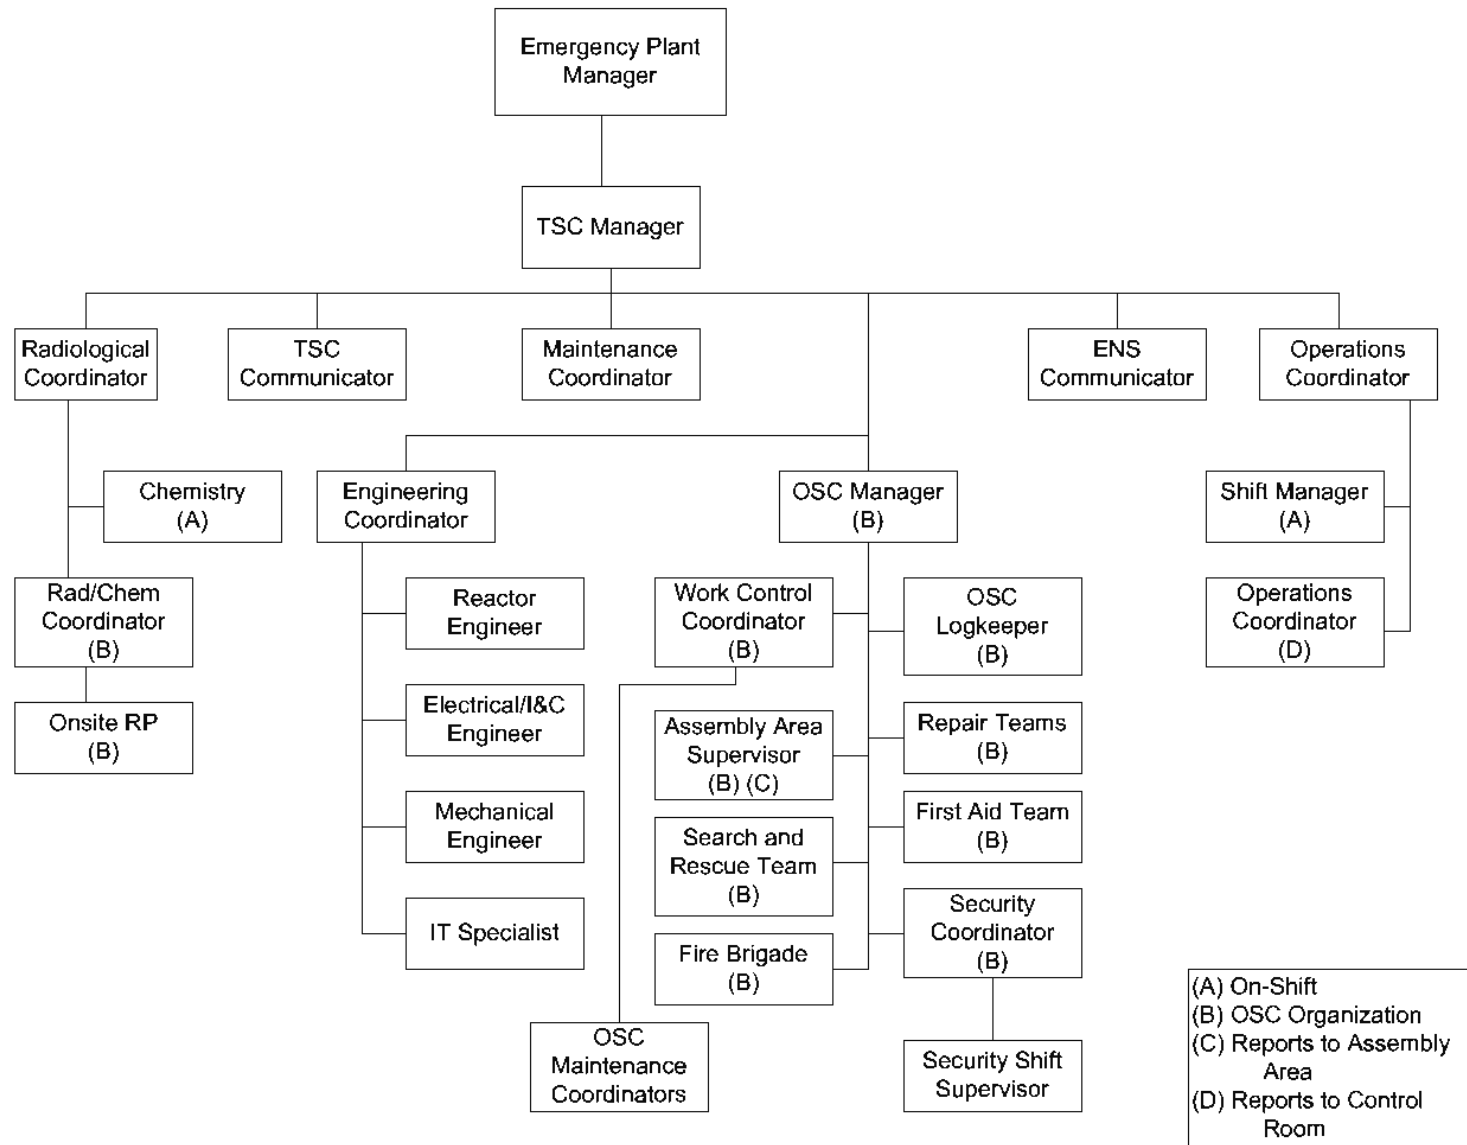 Emergency Plant
Manager
TSC Manager
Radiological
Coordinator
TSC
Communicator
Maintenance
Coordinator
ENS
Communicator
Operations
Coordinator
Chemistry
(A)
Engineering
Coordinator
OSC Manager
(B)
Shift Manager
(A)
Rad/Chem
Coordinator
(B)
Reactor
Engineer
Work Control
Coordinator
(B)
OSC
Logkeeper
(B)
Operations
Coordinator
(D)
Onsite RP
(B)
Electrical/I&C
Engineer
Assembly Area
Supervisor
(B) (C)
Repair Teams
(B)
Mechanical
Engineer
Search and
Rescue Team
(B)
First Aid Team
(B)
IT Specialist
Fire Brigade
(B)
Security
Coordinator
(B)
OSC
Maintenance
Coordinators
Security Shift
Supervisor
(A) On-Shift
(B) OSC Organization
(C) Reports to Assembly
Area
(D) Reports to Control
Room